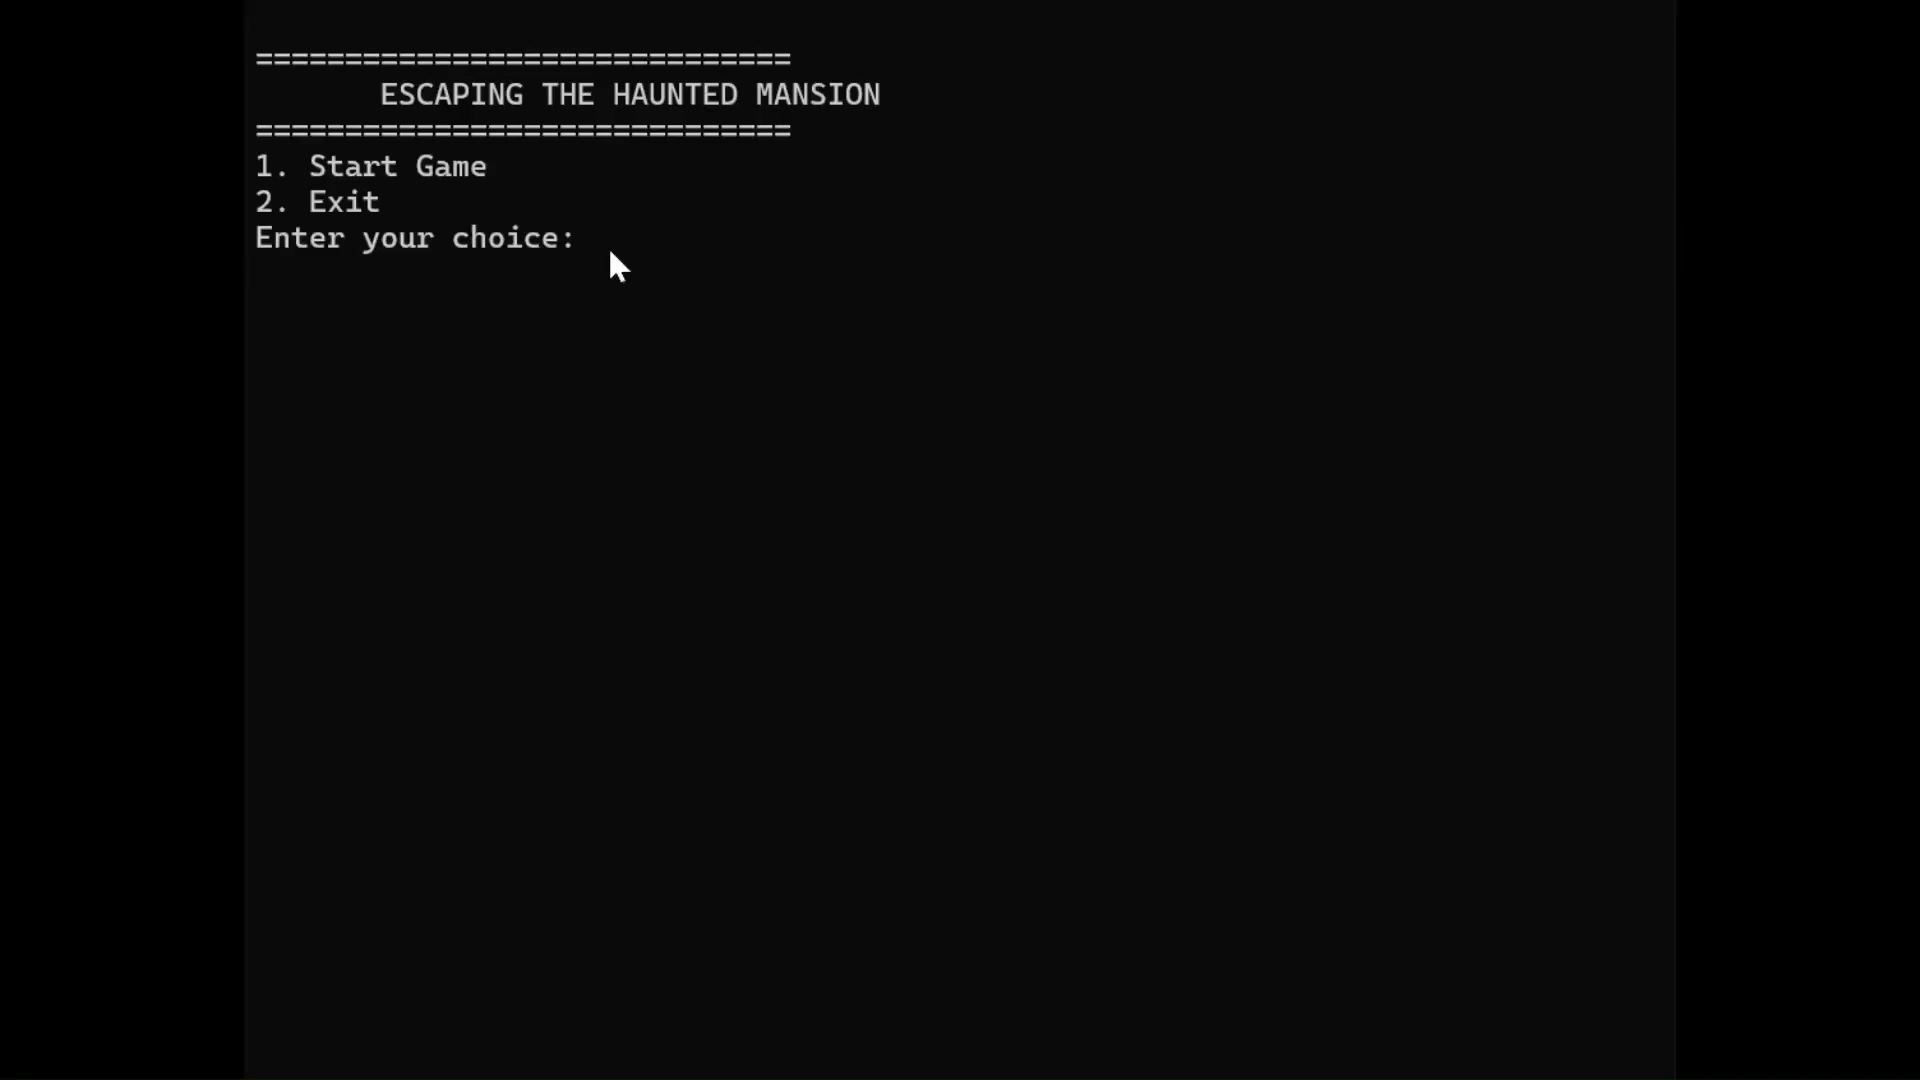 ==============================
       ESCAPING THE HAUNTED MANSION
==============================
1. Start Game
2. Exit
Enter your choice: